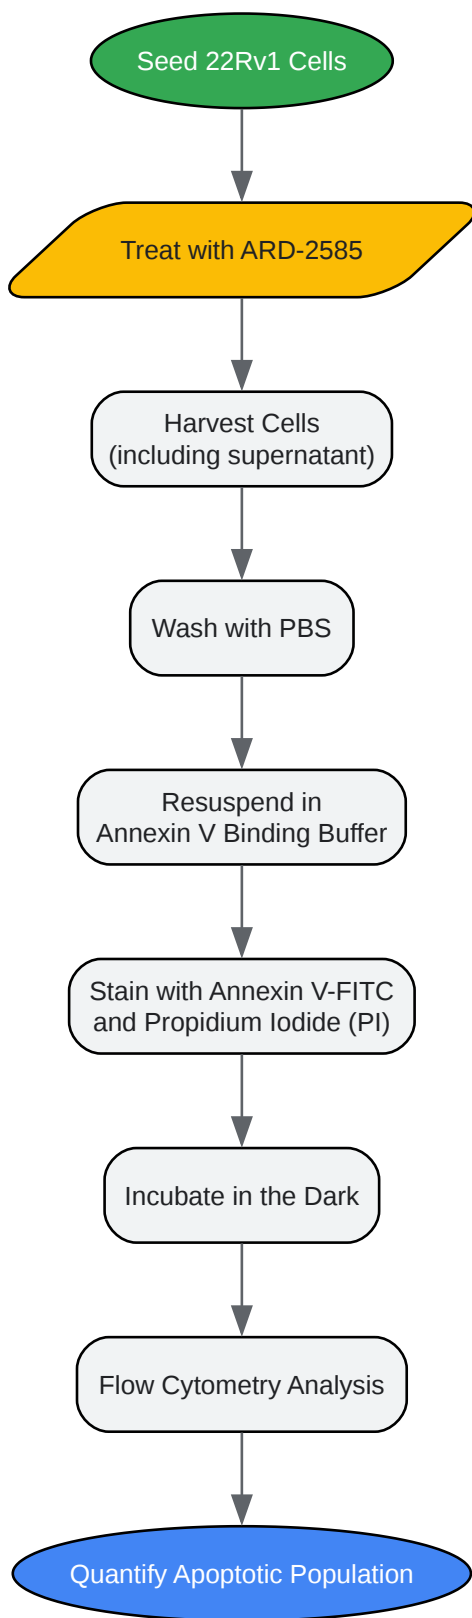 Seed 22Rv1 Cells
Treat with ARD-2585
Harvest Cells
(including supernatant)
Wash with PBS
Resuspend in
Annexin V Binding Buffer
Stain with Annexin V-FITC
and Propidium Iodide (PI)
Incubate in the Dark
Flow Cytometry Analysis
Quantify Apoptotic Population